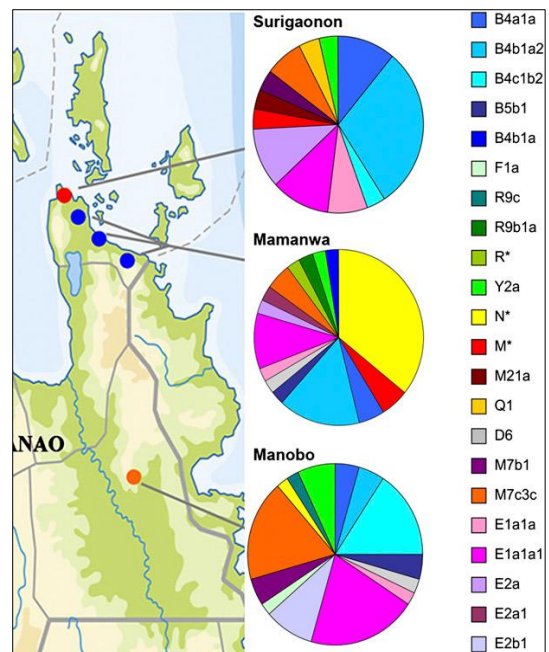 Surigaonon
Mamanwa
Manobo
ANAO
B4a1a
B4b1a2
B4c1b2
B5b1
B4b1a
F1a
R9c
R9b1a
R*
Y2a
N*
M*
M21a
Q1
D6
M7b1
M7c3c
E1a1a
E1a1a1
E2a
E2a1
E2b1